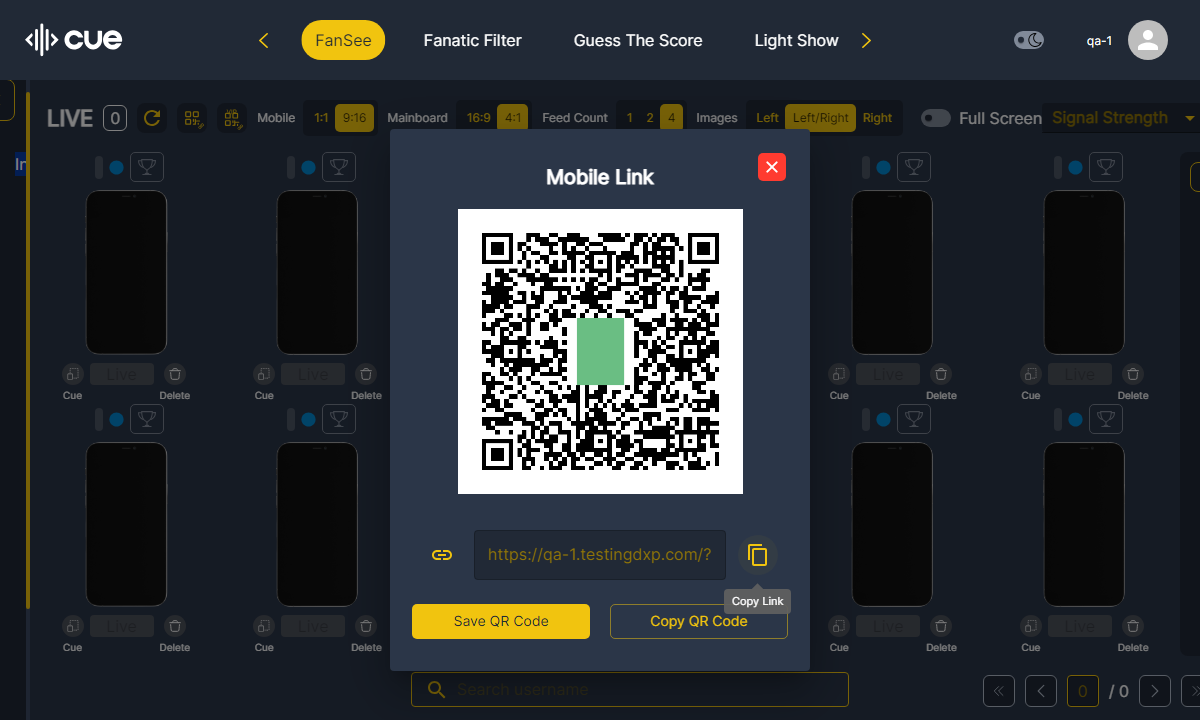 cue
FanSee
Fanatic Filter
Guess The Score
Light Show
qa-1
LIVE 0
Mobile 1:1 9:16
Mainboard 16:9 4:1
Feed Count 1 2 4
Images Left Left/Right Right
Full Screen
Signal Strength
In
Mobile Link
Live Live Live Live
Cue Delete Cue Delete Cue Delete Cue Delete
https://qa-1.testingdxp.com/?
Copy Link
Save QR Code
Copy QR Code
Live Live Live Live
Cue Delete Cue Delete Cue Delete Cue Delete
Search username
0 / 0